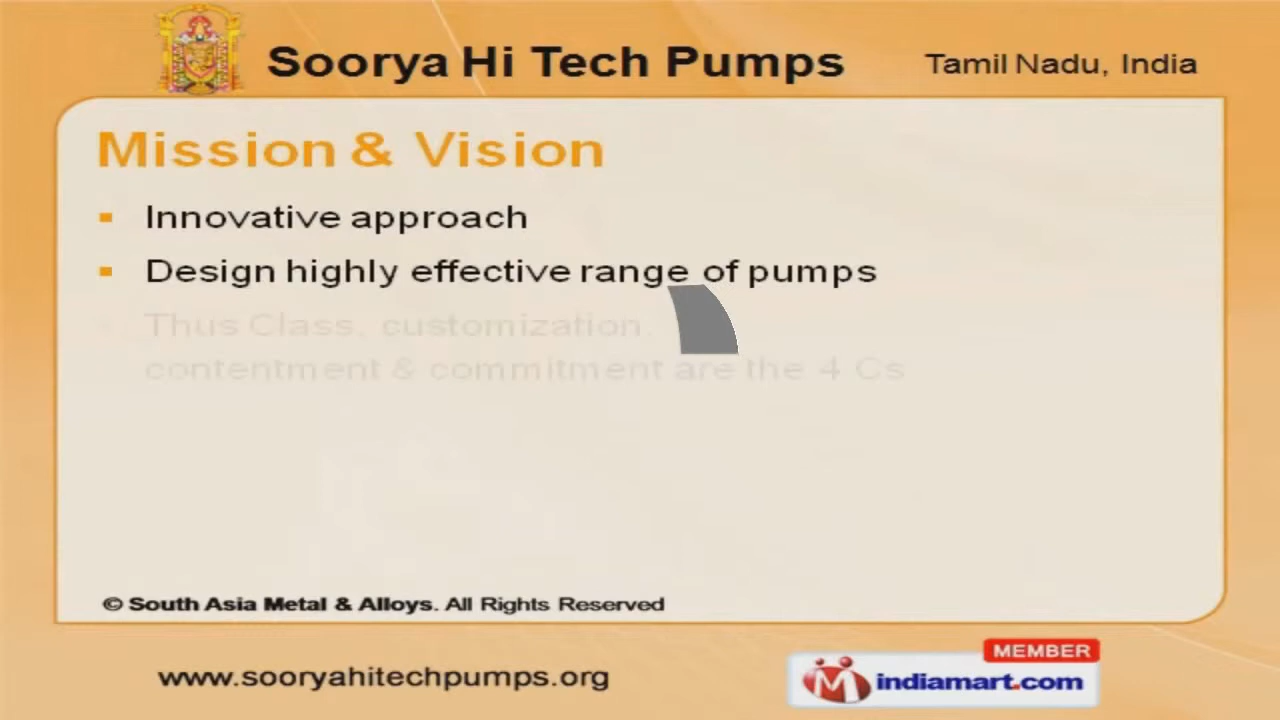 Soorya Hi Tech Pumps
Tamil Nadu, India
Mission & Vision
Innovative approach
Design highly effective range of pumps
Thus Class, customization,
contentment & commitment are the 4 Cs
© South Asia Metal & Alloys. All Rights Reserved
www.sooryahitechpumps.org
MEMBER
indiamart.com